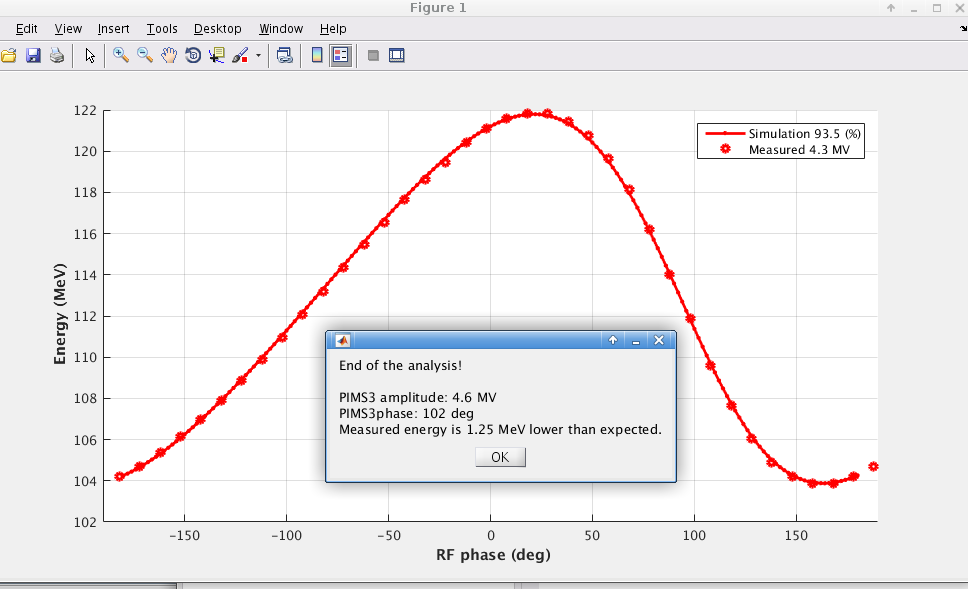 Figure 1
Edit View Insert Tools Desktop Window Help
122
120
118
116
114
112
110
108
106
104
102
Energy (MeV)
Simulation 93.5 (%)
Measured 4.3 MV
End of the analysis!
PIMS3 amplitude: 4.6 MV
PIMS3phase: 102 deg
Measured energy is 1.25 MeV lower than expected.
OK
−150 −100 −50 0 50 100 150
RF phase (deg)